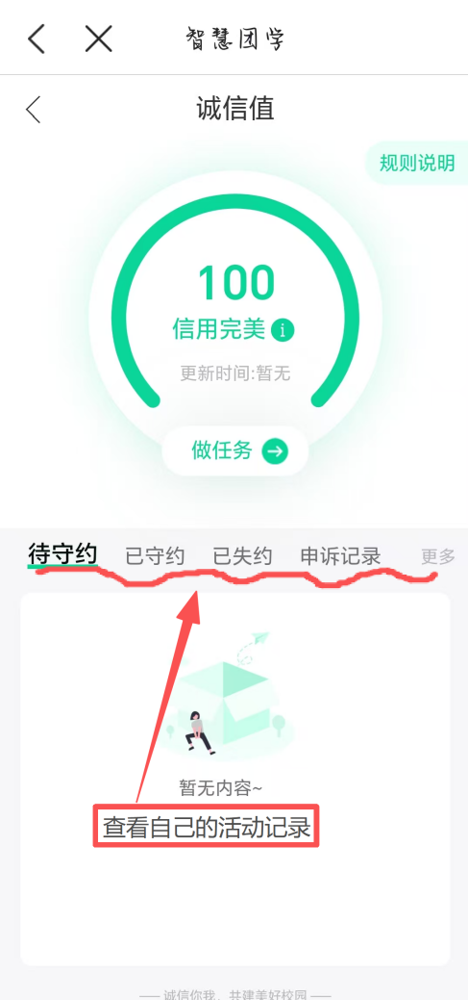 智慧团学
诚信值
规则说明
100
信用完美 i
更新时间:暂无
做任务
待守约 已守约 已失约 申诉记录 更多
暂无内容~
查看自己的活动记录
—— 诚信你我，共建美好校园 ——